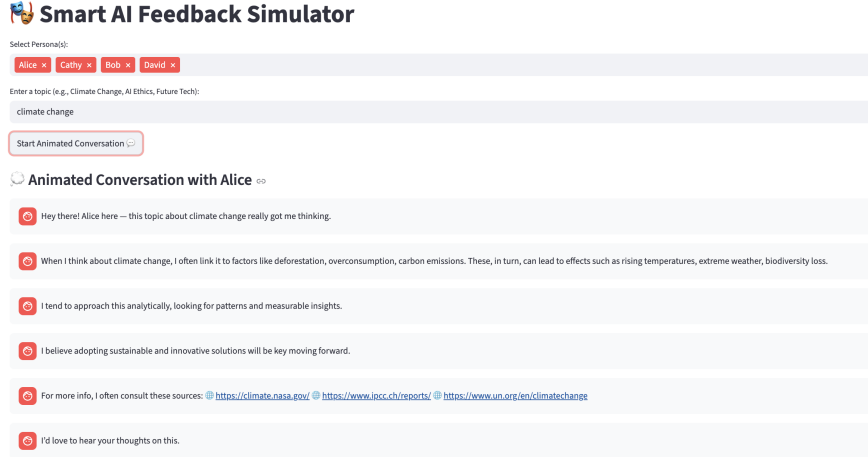 Smart AI Feedback Simulator
Select Persona(s):
Alice × Cathy × Bob × David ×
Enter a topic (e.g., Climate Change, AI Ethics, Future Tech):
climate change
Start Animated Conversation
Animated Conversation with Alice
Hey there! Alice here — this topic about climate change really got me thinking.
When I think about climate change, I often link it to factors like deforestation, overconsumption, carbon emissions. These, in turn, can lead to effects such as rising temperatures, extreme weather, biodiversity loss.
I tend to approach this analytically, looking for patterns and measurable insights.
I believe adopting sustainable and innovative solutions will be key moving forward.
For more info, I often consult these sources: https://climate.nasa.gov/ https://www.ipcc.ch/reports/ https://www.un.org/en/climatechange
I'd love to hear your thoughts on this.